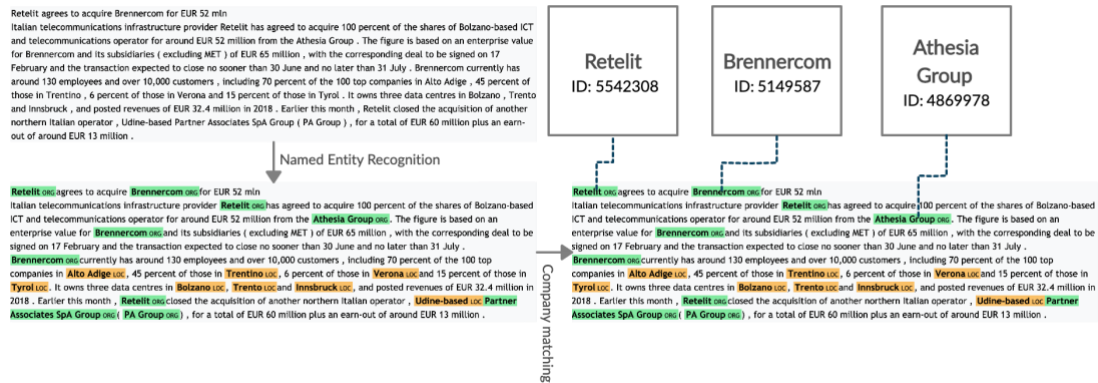 Retelit agrees to acquire Brennercom for EUR 52 mln
Italian telecommunications infrastructure provider Retelit has agreed to acquire 100 percent of the shares of Bolzano-based ICT
and telecommunications operator for around EUR 52 million from the Athesia Group . The figure is based on an enterprise value
for Brennercom and its subsidiaries ( excluding MET ) of EUR 65 million , with the corresponding deal to be signed on 17
February and the transaction expected to close no sooner than 30 June and no later than 31 July . Brennercom currently has
around 130 employees and over 10,000 customers , including 70 percent of the 100 top companies in Alto Adige , 45 percent of
those in Trentino , 6 percent of those in Verona and 15 percent of those in Tyrol . It owns three data centres in Bolzano , Trento
and Innsbruck , and posted revenues of EUR 32.4 million in 2018 . Earlier this month , Retelit closed the acquisition of another
northern Italian operator , Udine-based Partner Associates SpA Group ( PA Group ) , for a total of EUR 60 million plus an earn-
out of around EUR 13 million .
Named Entity Recognition
Retelit ORG agrees to acquire Brennercom ORG for EUR 52 mln
Italian telecommunications infrastructure provider Retelit ORG has agreed to acquire 100 percent of the shares of Bolzano-based
ICT and telecommunications operator for around EUR 52 million from the Athesia Group ORG . The figure is based on an
enterprise value for Brennercom ORG and its subsidiaries ( excluding MET ) of EUR 65 million , with the corresponding deal to be
signed on 17 February and the transaction expected to close no sooner than 30 June and no later than 31 July .
Brennercom ORG currently has around 130 employees and over 10,000 customers , including 70 percent of the 100 top
companies in Alto Adige LOC , 45 percent of those in Trentino LOC , 6 percent of those in Verona LOC and 15 percent of those in
Tyrol LOC . It owns three data centres in Bolzano LOC , Trento LOC and Innsbruck LOC , and posted revenues of EUR 32.4 million in
2018 . Earlier this month , Retelit ORG closed the acquisition of another northern Italian operator , Udine-based LOC Partner
Associates SpA Group ORG ( PA Group ORG ) , for a total of EUR 60 million plus an earn-out of around EUR 13 million .
Company matching
Retelit
ID: 5542308
Brennercom
ID: 5149587
Athesia
Group
ID: 4869978
Retelit ORG agrees to acquire Brennercom ORG for EUR 52 mln
Italian telecommunications infrastructure provider Retelit ORG has agreed to acquire 100 percent of the shares of Bolzano-based
ICT and telecommunications operator for around EUR 52 million from the Athesia Group ORG . The figure is based on an
enterprise value for Brennercom ORG and its subsidiaries ( excluding MET ) of EUR 65 million , with the corresponding deal to be
signed on 17 February and the transaction expected to close no sooner than 30 June and no later than 31 July .
Brennercom ORG currently has around 130 employees and over 10,000 customers , including 70 percent of the 100 top
companies in Alto Adige LOC , 45 percent of those in Trentino LOC , 6 percent of those in Verona LOC and 15 percent of those in
Tyrol LOC . It owns three data centres in Bolzano LOC , Trento LOC and Innsbruck LOC , and posted revenues of EUR 32.4 million in
2018 . Earlier this month , Retelit ORG closed the acquisition of another northern Italian operator , Udine-based LOC Partner
Associates SpA Group ORG ( PA Group ORG ) , for a total of EUR 60 million plus an earn-out of around EUR 13 million .